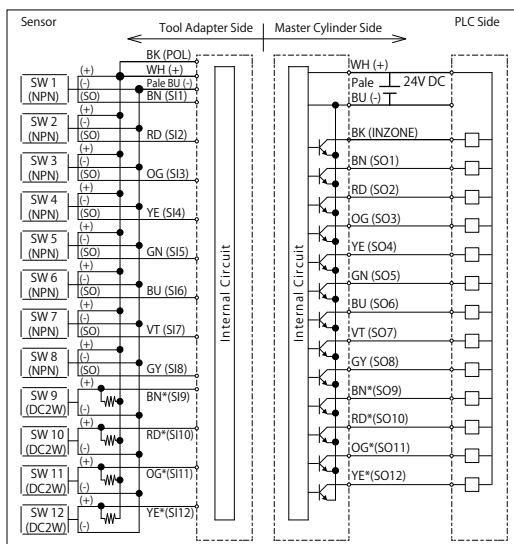 Sensor
Tool Adapter Side
Master Cylinder Side
PLC Side
BK (POL)
WH (+)
Pale BU (-)
BN (SI1)
SW 1
(NPN)
(+)
(-)
(SO)
SW 2
(NPN)
(+)
(-)
(SO)
RD (SI2)
SW 3
(NPN)
(+)
(-)
(SO)
OG (SI3)
SW 4
(NPN)
(+)
(-)
(SO)
YE (SI4)
SW 5
(NPN)
(+)
(-)
(SO)
GN (SI5)
SW 6
(NPN)
(+)
(-)
(SO)
BU (SI6)
SW 7
(NPN)
(+)
(-)
(SO)
VT (SI7)
SW 8
(NPN)
(+)
(-)
(SO)
GY (SI8)
SW 9
(DC2W)
(+)
(-)
BN*(SI9)
SW 10
(DC2W)
(+)
(-)
RD*(SI10)
SW 11
(DC2W)
(+)
(-)
OG*(SI11)
SW 12
(DC2W)
(+)
(-)
YE*(SI12)
Internal Circuit
Internal Circuit
WH (+)
Pale
BU (-)
24V DC
BK (INZONE)
BN (SO1)
RD (SO2)
OG (SO3)
YE (SO4)
GN (SO5)
BU (SO6)
VT (SO7)
GY (SO8)
BN*(SO9)
RD*(SO10)
OG*(SO11)
YE*(SO12)